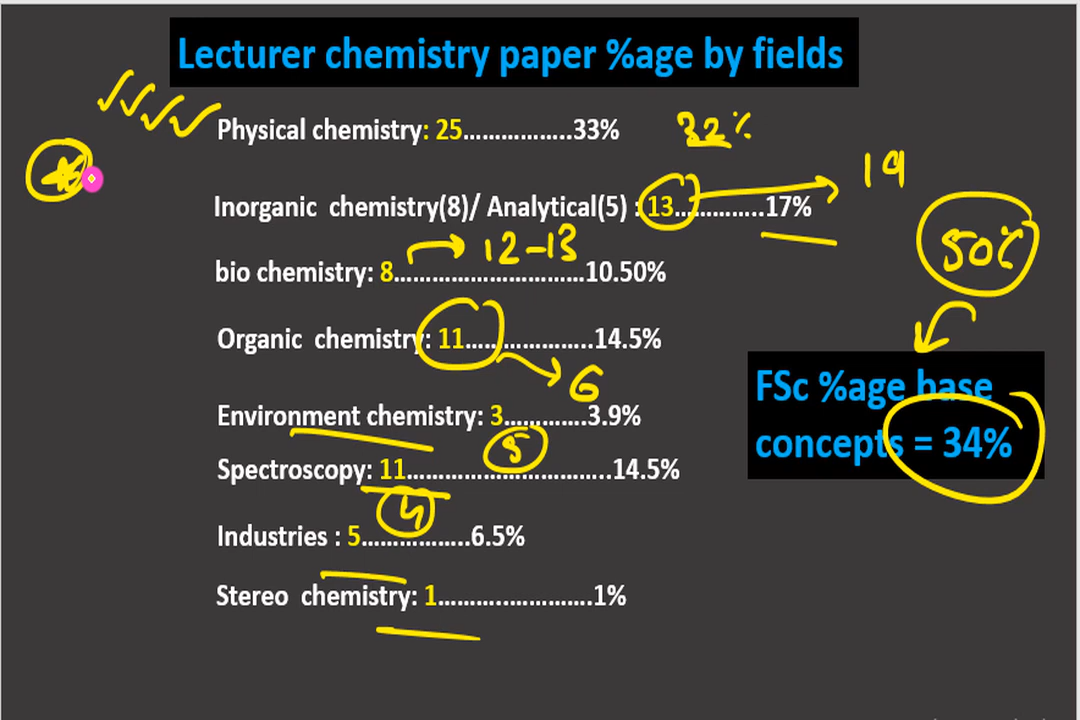 Lecturer chemistry paper %age by fields
Physical chemistry: 25................33% 32%
19
Inorganic chemistry(8)/ Analytical(5) : 13..............17%
50%
12-13
bio chemistry: 8............................10.50%
Organic chemistry: 11...................14.5%
6
FSc %age base
concepts = 34%
Environment chemistry: 3............3.9%
5
Spectroscopy: 11..............................14.5%
Industries : 5................6.5%
Stereo chemistry: 1.......................1%